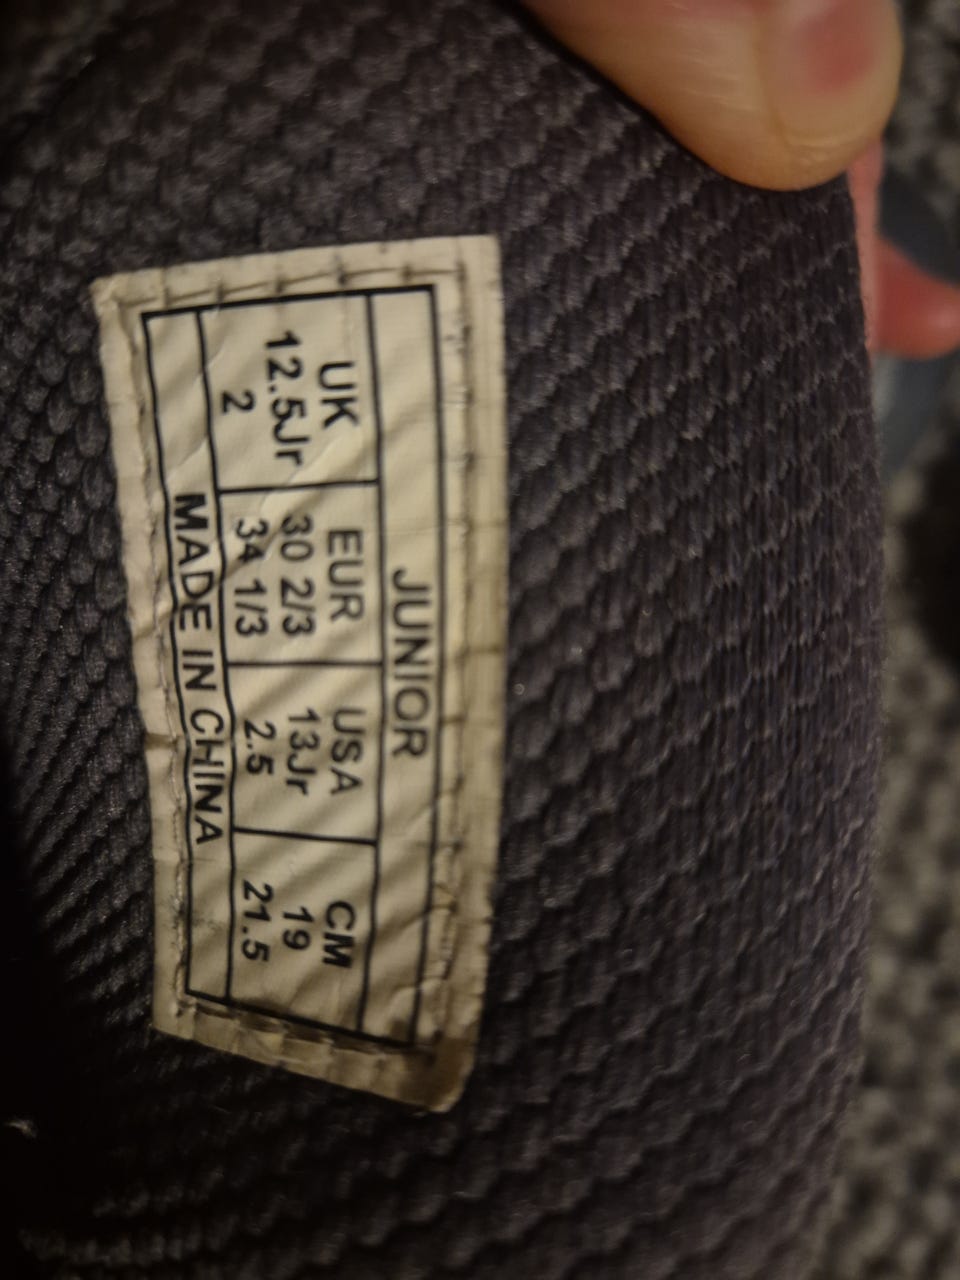 JUNIOR
UK EUR USA CM
12.5Jr 30 2/3 13Jr 19
2 34 1/3 2.5 21.5
MADE IN CHINA